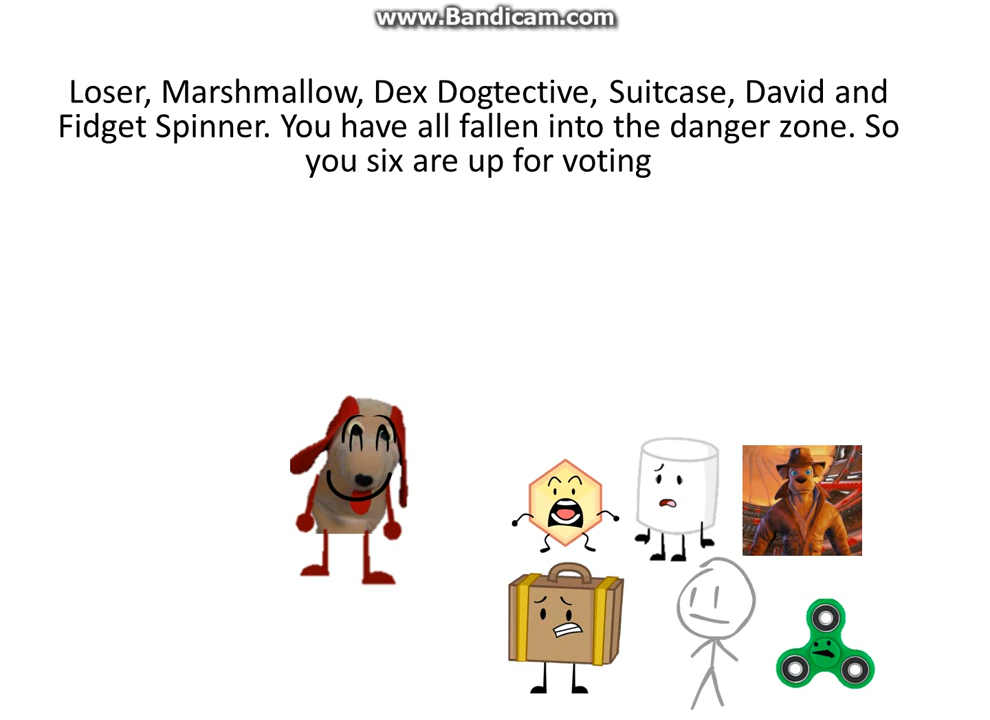 www.Bandicam.com
Loser, Marshmallow, Dex Dogtective, Suitcase, David and
Fidget Spinner. You have all fallen into the danger zone. So
you six are up for voting